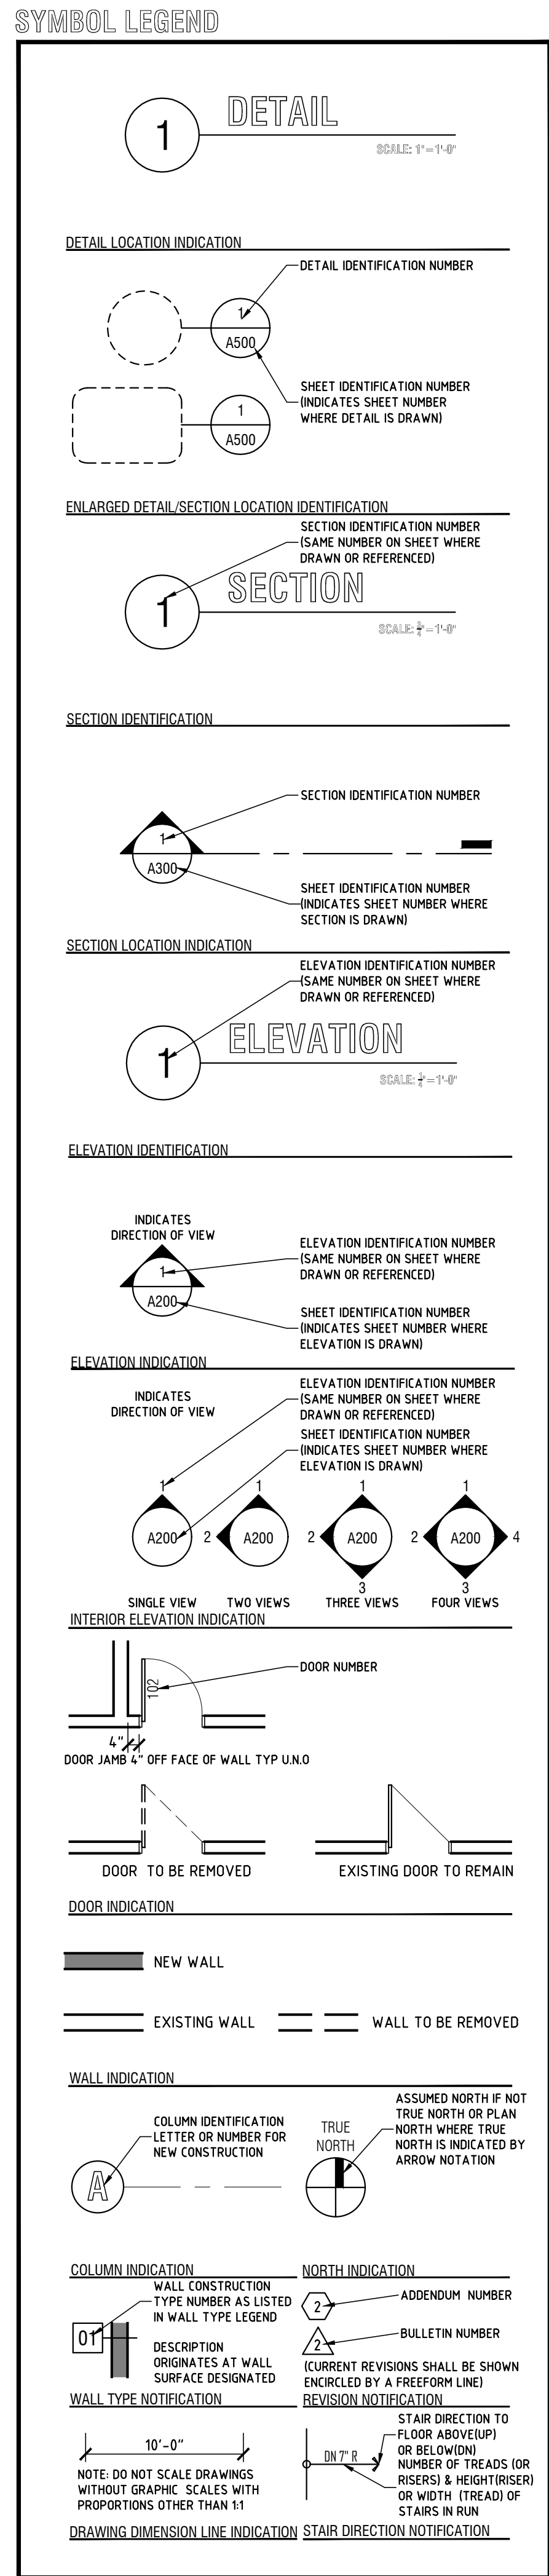 SYMBOL LEGEND
1
DETAIL
SCALE: 1"=1'-0"
DETAIL LOCATION INDICATION
DETAIL IDENTIFICATION NUMBER
1
A500
SHEET IDENTIFICATION NUMBER
(INDICATES SHEET NUMBER
WHERE DETAIL IS DRAWN)
1
A500
ENLARGED DETAIL/SECTION LOCATION IDENTIFICATION
SECTION IDENTIFICATION NUMBER
(SAME NUMBER ON SHEET WHERE
DRAWN OR REFERENCED)
1
SECTION
SCALE: 3/4"=1'-0"
SECTION IDENTIFICATION
SECTION IDENTIFICATION NUMBER
1
A300
SHEET IDENTIFICATION NUMBER
(INDICATES SHEET NUMBER WHERE
SECTION IS DRAWN)
SECTION LOCATION INDICATION
ELEVATION IDENTIFICATION NUMBER
(SAME NUMBER ON SHEET WHERE
DRAWN OR REFERENCED)
1
ELEVATION
SCALE: 1/4"=1'-0"
ELEVATION IDENTIFICATION
INDICATES
DIRECTION OF VIEW
ELEVATION IDENTIFICATION NUMBER
(SAME NUMBER ON SHEET WHERE
DRAWN OR REFERENCED)
1
A200
SHEET IDENTIFICATION NUMBER
(INDICATES SHEET NUMBER WHERE
ELEVATION IS DRAWN)
ELEVATION INDICATION
INDICATES
DIRECTION OF VIEW
ELEVATION IDENTIFICATION NUMBER
(SAME NUMBER ON SHEET WHERE
DRAWN OR REFERENCED)
SHEET IDENTIFICATION NUMBER
(INDICATES SHEET NUMBER WHERE
ELEVATION IS DRAWN)
1 1 1 1
A200 2 A200 2 A200 2 A200 4
3 3
SINGLE VIEW TWO VIEWS THREE VIEWS FOUR VIEWS
INTERIOR ELEVATION INDICATION
DOOR NUMBER
102
4"
DOOR JAMB 4" OFF FACE OF WALL TYP U.N.O
DOOR TO BE REMOVED EXISTING DOOR TO REMAIN
DOOR INDICATION
NEW WALL
EXISTING WALL WALL TO BE REMOVED
WALL INDICATION
COLUMN IDENTIFICATION
LETTER OR NUMBER FOR
NEW CONSTRUCTION
A
TRUE
NORTH
ASSUMED NORTH IF NOT
TRUE NORTH OR PLAN
NORTH WHERE TRUE
NORTH IS INDICATED BY
ARROW NOTATION
COLUMN INDICATION
NORTH INDICATION
WALL CONSTRUCTION
TYPE NUMBER AS LISTED
IN WALL TYPE LEGEND
01
DESCRIPTION
ORIGINATES AT WALL
SURFACE DESIGNATED
WALL TYPE NOTIFICATION
2
ADDENDUM NUMBER
2
BULLETIN NUMBER
(CURRENT REVISIONS SHALL BE SHOWN
ENCIRCLED BY A FREEFORM LINE)
REVISION NOTIFICATION
10'-0"
NOTE: DO NOT SCALE DRAWINGS
WITHOUT GRAPHIC SCALES WITH
PROPORTIONS OTHER THAN 1:1
DRAWING DIMENSION LINE INDICATION
STAIR DIRECTION TO
FLOOR ABOVE(UP)
OR BELOW(DN)
DN 7" R
NUMBER OF TREADS (OR
RISERS) & HEIGHT(RISER)
OR WIDTH (TREAD) OF
STAIRS IN RUN
STAIR DIRECTION NOTIFICATION